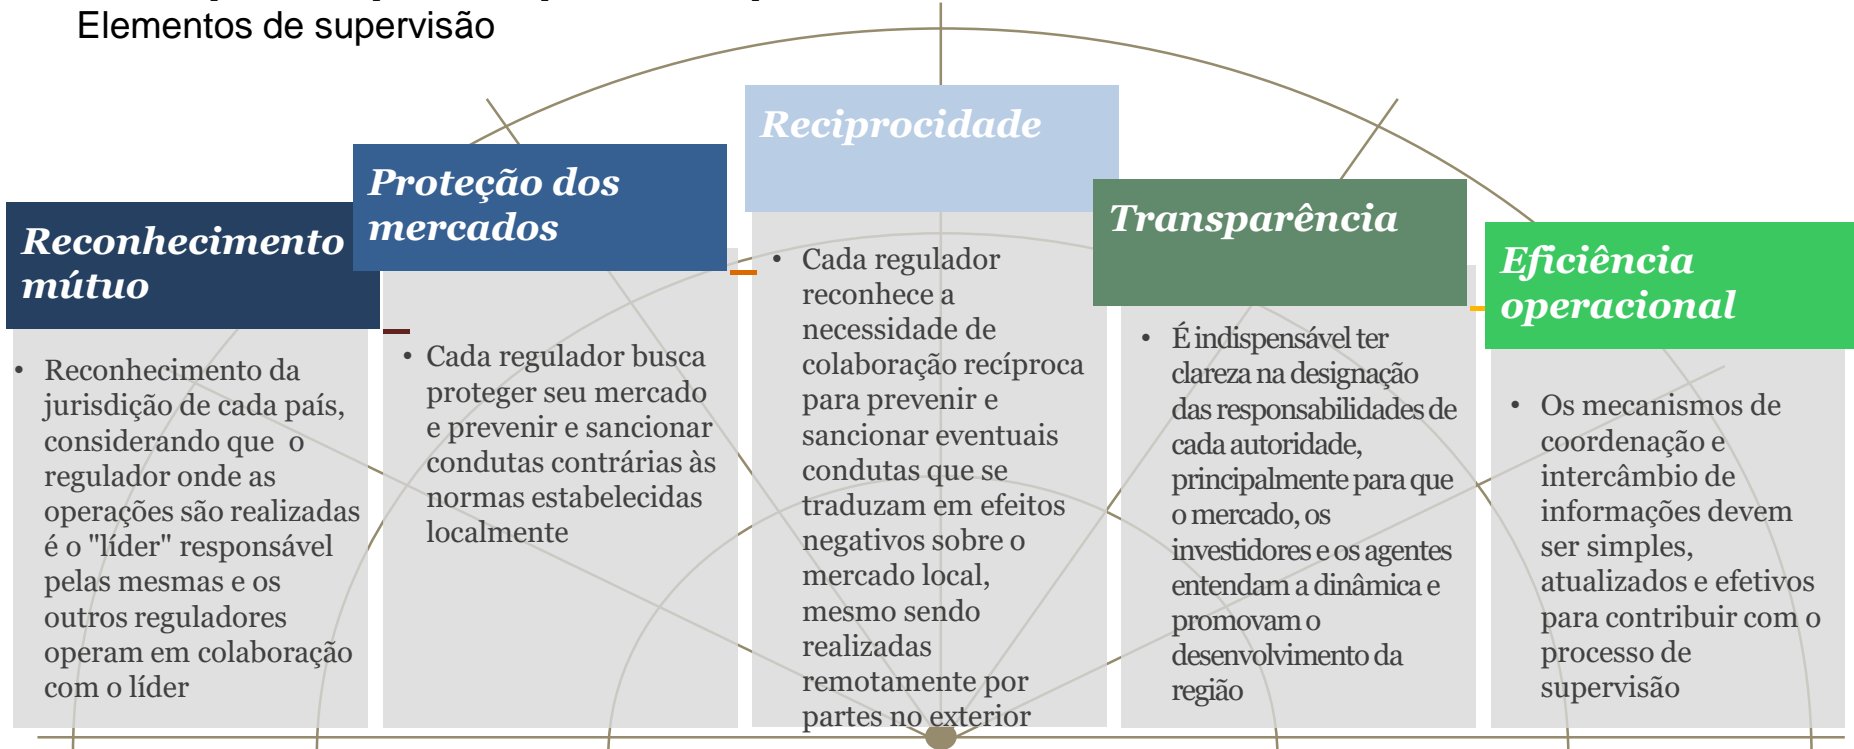 Elementos de supervisão
Reconhecimento
mútuo
• Reconhecimento da
jurisdição de cada país,
considerando que o
regulador onde as
operações são realizadas
é o "líder" responsável
pelas mesmas e os
outros reguladores
operam em colaboração
com o líder
Proteção dos
mercados
• Cada regulador busca
proteger seu mercado
e prevenir e sancionar
condutas contrárias às
normas estabelecidas
localmente
Reciprocidade
• Cada regulador
reconhece a
necessidade de
colaboração recíproca
para prevenir e
sancionar eventuais
condutas que se
traduzam em efeitos
negativos sobre o
mercado local,
mesmo sendo
realizadas
remotamente por
partes no exterior
Transparência
• É indispensável ter
clareza na designação
das responsabilidades de
cada autoridade,
principalmente para que
o mercado, os
investidores e os agentes
entendam a dinâmica e
promovam o
desenvolvimento da
região
Eficiência
operacional
• Os mecanismos de
coordenação e
intercâmbio de
informações devem
ser simples,
atualizados e efetivos
para contribuir com o
processo de
supervisão